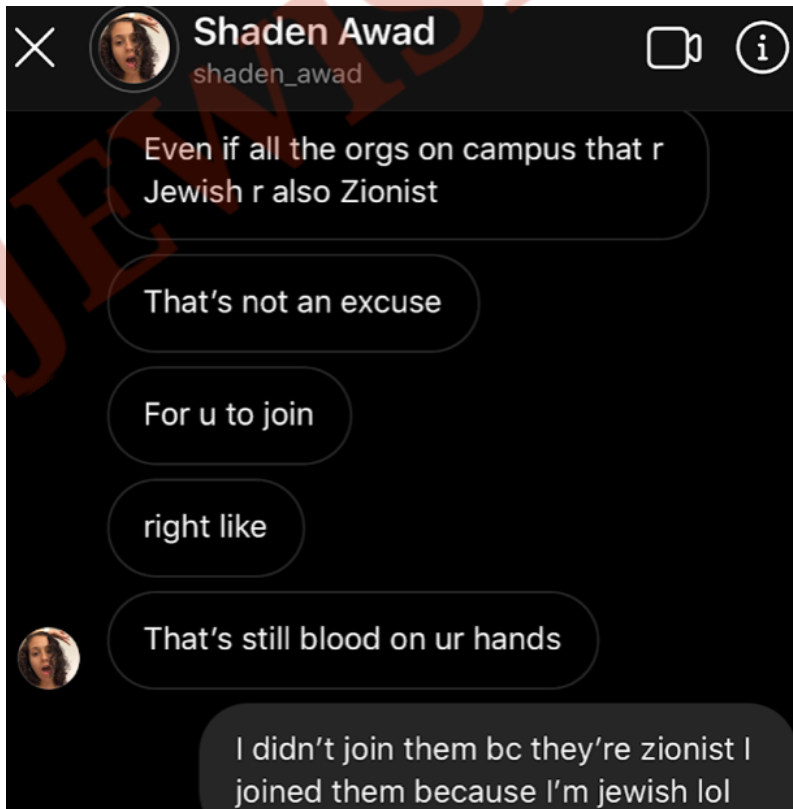 Shaden Awad
shaden_awad
Even if all the orgs on campus that r
Jewish r also Zionist
That's not an excuse
For u to join
right like
That's still blood on ur hands
I didn't join them bc they're zionist I
joined them because I'm jewish lol
JEWIS